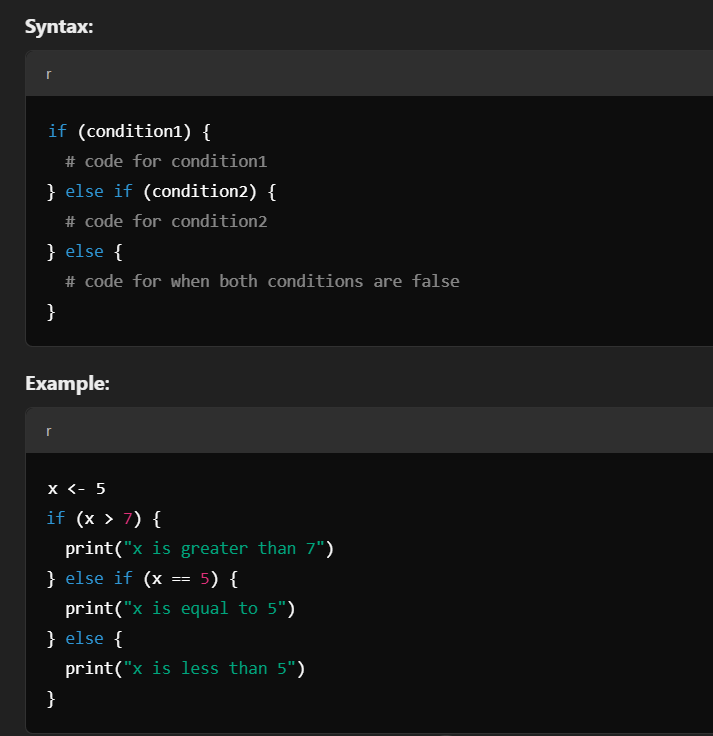 Syntax:
r
if (condition1) {
  # code for condition1
} else if (condition2) {
  # code for condition2
} else {
  # code for when both conditions are false
}
Example:
r
x <- 5
if (x > 7) {
  print("x is greater than 7")
} else if (x == 5) {
  print("x is equal to 5")
} else {
  print("x is less than 5")
}